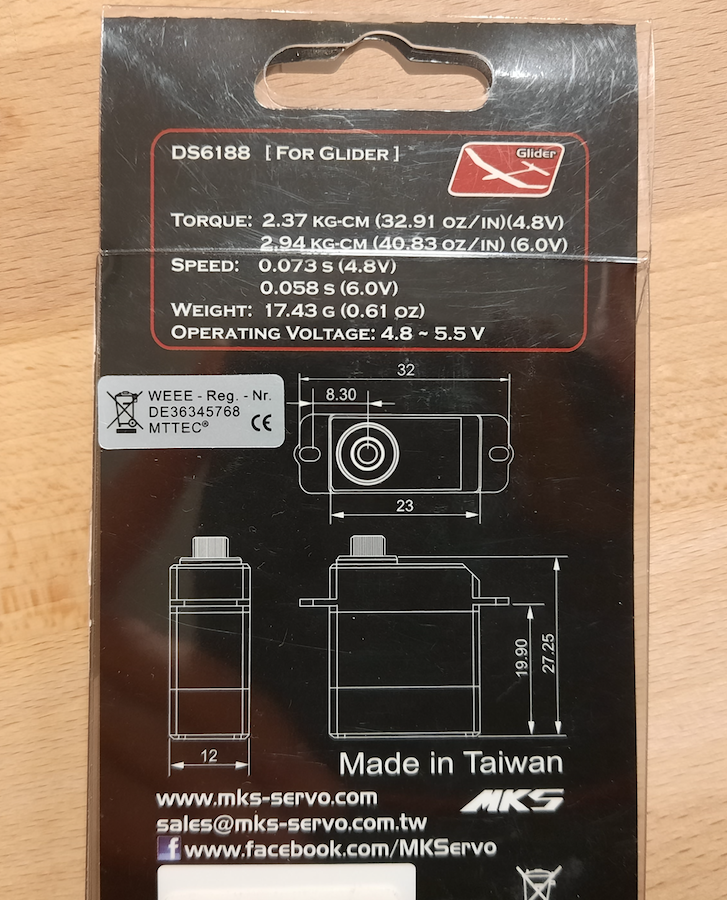 DS6188 [FOR GLIDER]
Glider
TORQUE: 2.37 KG-CM (32.91 OZ/IN)(4.8V)
2.94 KG-CM (40.83 OZ/IN) (6.0V)
SPEED: 0.073 S (4.8V)
0.058 S (6.0V)
WEIGHT: 17.43 G (0.61 OZ)
OPERATING VOLTAGE: 4.8 ~ 5.5 V
32
WEEE - Reg. - Nr.
DE36345768
MTTEC®
CE
8.30
23
19.90
27.25
12
Made in Taiwan
www.mks-servo.com
MKS
sales@mks-servo.com.tw
f www.facebook.com/MKServo